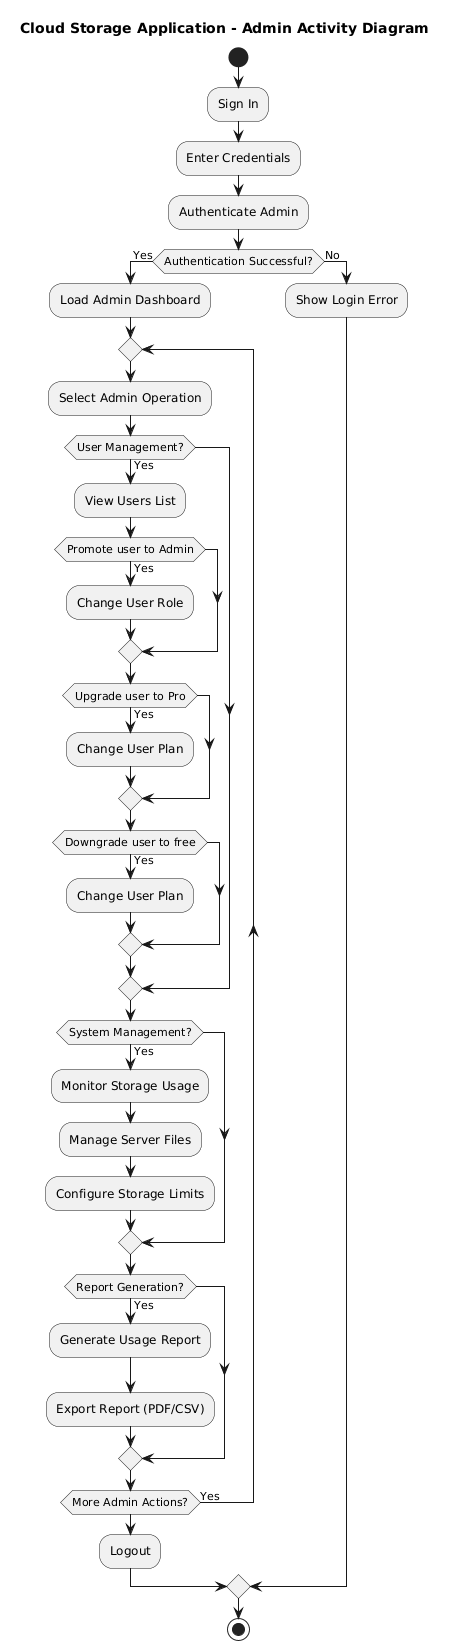 Cloud Storage Application - Admin Activity Diagram
Sign In
Enter Credentials
Authenticate Admin
Authentication Successful?
Yes
No
Load Admin Dashboard
Show Login Error
Select Admin Operation
User Management?
Yes
View Users List
Promote user to Admin
Yes
Change User Role
Upgrade user to Pro
Yes
Change User Plan
Downgrade user to free
Yes
Change User Plan
System Management?
Yes
Monitor Storage Usage
Manage Server Files
Configure Storage Limits
Report Generation?
Yes
Generate Usage Report
Export Report (PDF/CSV)
More Admin Actions?
Yes
Logout